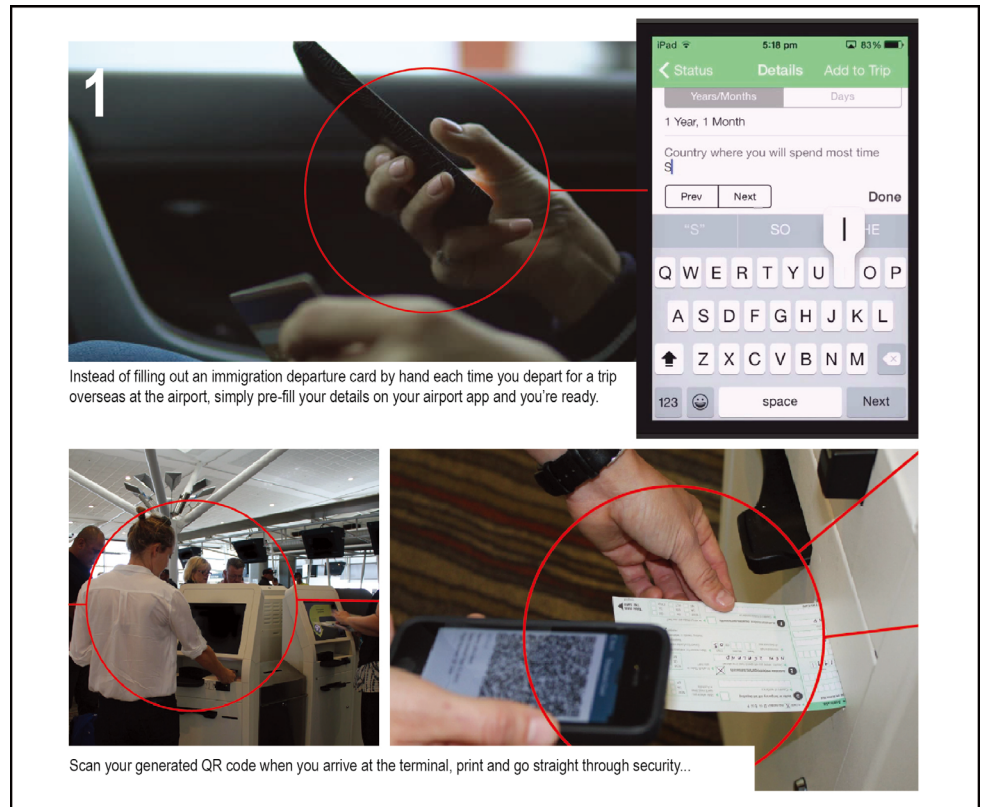 1
iPad 5:18 pm 83%
Status Details Add to Trip
Years/Months Days
1 Year, 1 Month
Country where you will spend most time
S
Prev Next Done
"S" SO HE
I
Q W E R T Y U O P
A S D F G H J K L
Z X C V B N M
123 space Next
Instead of filling out an immigration departure card by hand each time you depart for a trip
overseas at the airport, simply pre-fill your details on your airport app and you're ready.
Scan your generated QR code when you arrive at the terminal, print and go straight through security...